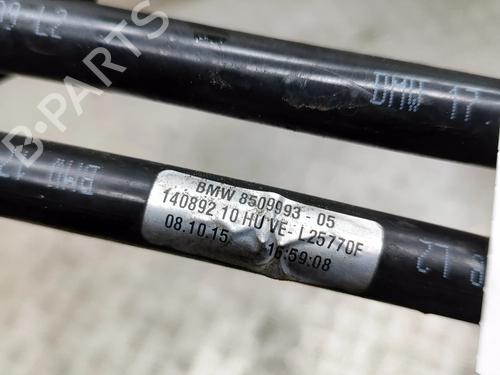 BMW 17
BMW 8509993-05
140892 10 HU VE- L25770F
08.10.15 16:59:08
B-PARTS